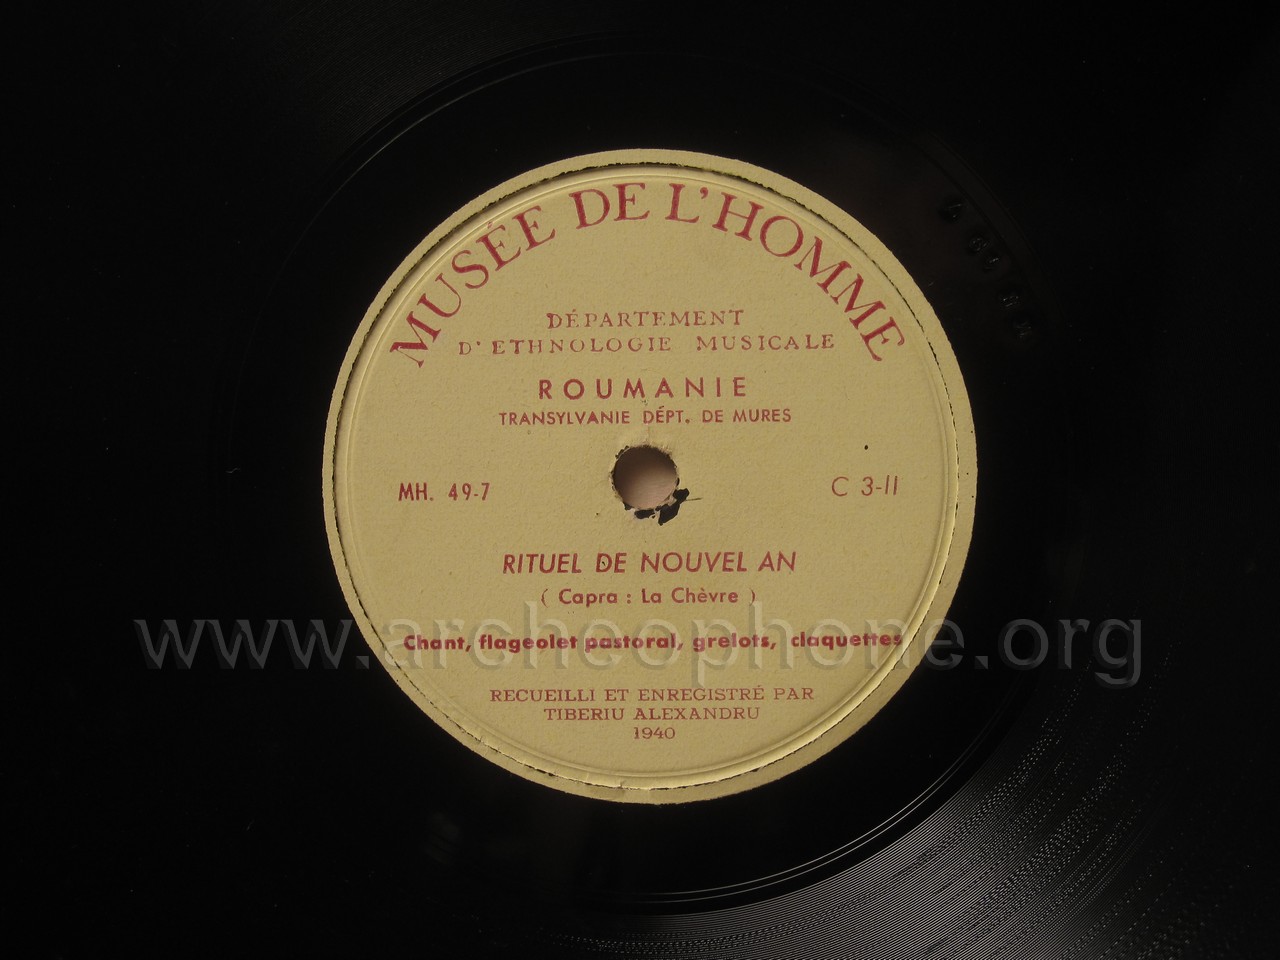 MUSÉE DE L'HOMME
DÉPARTEMENT
D'ETHNOLOGIE MUSICALE
ROUMANIE
TRANSYLVANIE DÉPT. DE MURES
MH. 49-7
C 3-II
RITUEL DE NOUVEL AN
( Capra : La Chèvre )
www.archeophone.org
Chant, flageolet pastoral, grelots, claquettes
RECUEILLI ET ENREGISTRÉ PAR
TIBERIU ALEXANDRU
1940